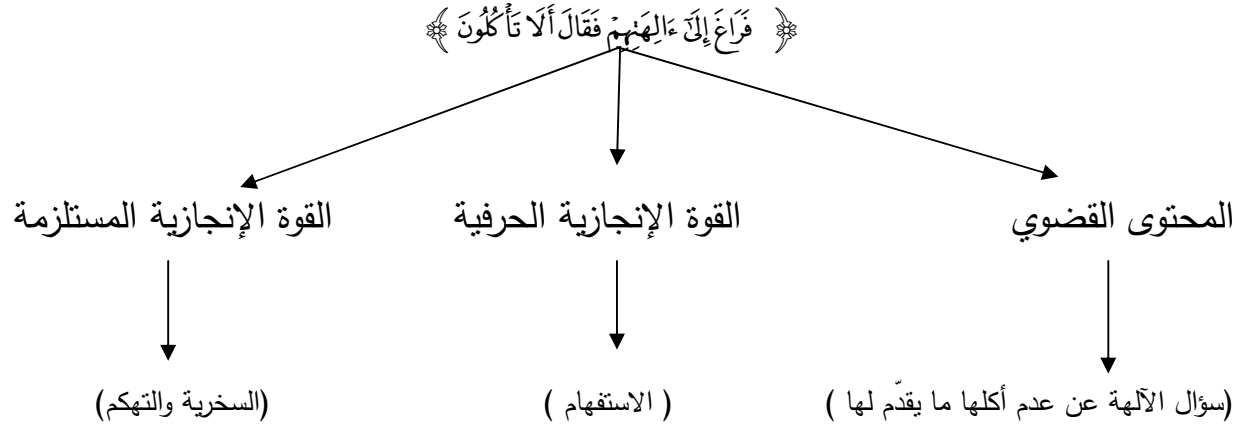 ﴿ فَرَاغَ إِلَىٰٓ ءَالِهَتِهِمْ فَقَالَ أَلَا تَأْكُلُونَ ﴾
المحتوى القضوي القوة الإنجازية الحرفية القوة الإنجازية المستلزمة
(سؤال الآلهة عن عدم أكلها ما يقدّم لها ) ( الاستفهام ) (السخرية والتهكم)